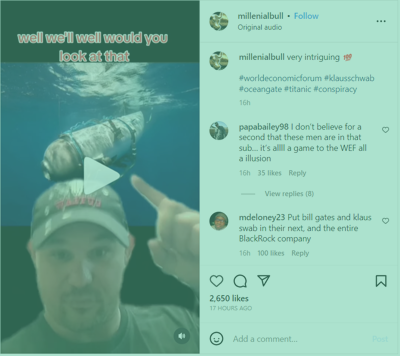 well we'll well would you
look at that
millenialbull • Follow
Original audio
millenialbull very intriguing 💯
#worldeconomicforum #klausschwab
#oceangate #titanic #conspiracy
16h
papabailey98 I don't believe for a
second that these men are in that
sub... it's allll a game to the WEF all
a illusion
16h 35 likes Reply
View replies (8)
mdeloney23 Put bill gates and klaus
swab in their next, and the entire
BlackRock company
16h 100 likes Reply
2,650 likes
17 HOURS AGO
Add a comment...
Post